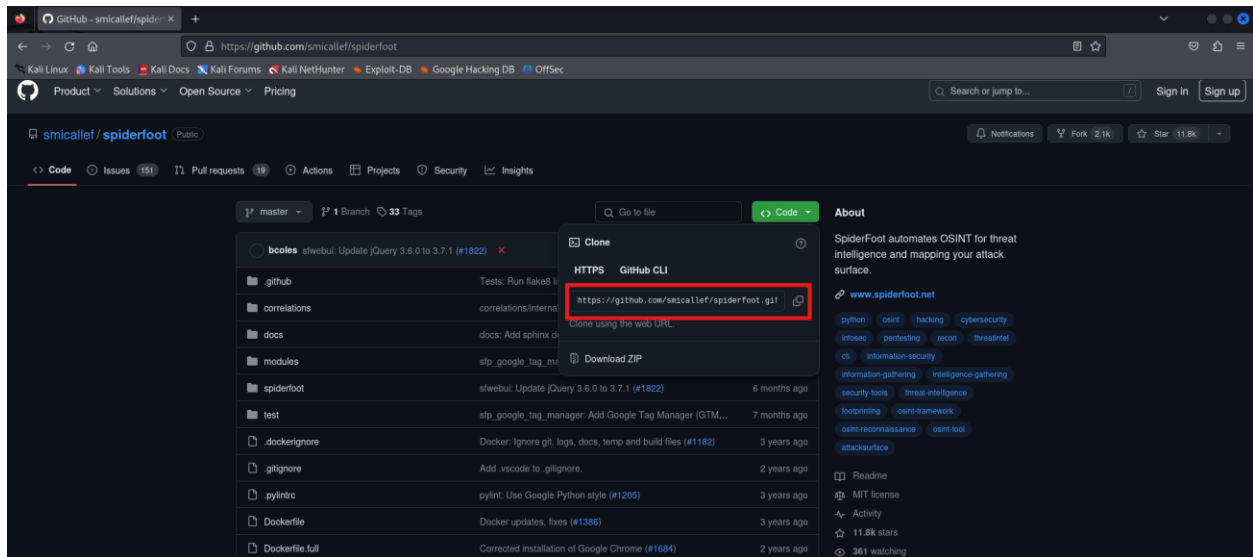 GitHub - smicallef/spider
https://github.com/smicallef/spiderfoot
Kali Linux Kali Tools Kali Docs Kali Forums Kali NetHunter Exploit-DB Google Hacking DB OffSec
Product Solutions Open Source Pricing Search or jump to... / Sign in Sign up
smicallef / spiderfoot Public Notifications Fork 2.1k Star 11.8k
Code Issues 151 Pull requests 19 Actions Projects Security Insights
master 1 Branch 33 Tags Go to file Code
bcoles sfwebui: Update jQuery 3.6.0 to 3.7.1 (#1822)
.github Tests: Run flake8
correlations correlations/interna
docs docs: Add sphinx
modules sfp_google_tag_ma
spiderfoot sfwebui: Update jQuery 3.6.0 to 3.7.1 (#1822) 6 months ago
test sfp_google_tag_manager: Add Google Tag Manager (GTM... 7 months ago
.dockerignore Docker: Ignore git, logs, docs, temp and build files (#1182) 3 years ago
.gitignore Add .vscode to .gitignore. 2 years ago
.pylintrc pylint: Use Google Python style (#1205) 3 years ago
Dockerfile Docker updates, fixes (#1386) 3 years ago
Dockerfile.full Corrected installation of Google Chrome (#1684) 2 years ago
Clone
HTTPS GitHub CLI
https://github.com/smicallef/spiderfoot.git
Clone using the web URL.
Download ZIP
About
SpiderFoot automates OSINT for threat
intelligence and mapping your attack
surface.
www.spiderfoot.net
python osint hacking cybersecurity
infosec pentesting recon threatintel
cti information-security
information-gathering intelligence-gathering
security-tools threat-intelligence
footprinting osint-framework
osint-reconnaissance osint-tool
attacksurface
Readme
MIT license
Activity
11.8k stars
361 watching